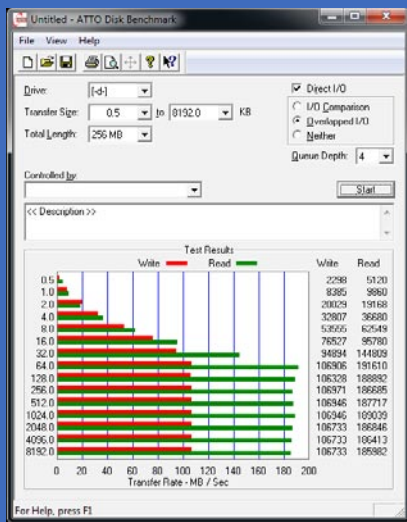 Untitled - ATTO Disk Benchmark
File View Help
Drive: [-d-]
Direct I/O
Transfer Size: 0.5 to 8192.0 KB
I/O Comparison
Total Length: 256 MB
Overlapped I/O
Neither
Queue Depth: 4
Controlled by:
Start
<< Description >>
Test Results
Write Read Write Read
0.5 2298 5120
1.0 8385 9860
2.0 20029 19168
4.0 32807 36680
8.0 53555 62549
16.0 76527 95780
32.0 94894 144809
64.0 106906 191610
128.0 106328 188892
256.0 106971 186685
512.0 106946 187717
1024.0 106946 189039
2048.0 106733 186846
4096.0 106733 186413
8192.0 106733 185982
0 20 40 60 80 100 120 140 160 180 200
Transfer Rate - MB / Sec
For Help, press F1